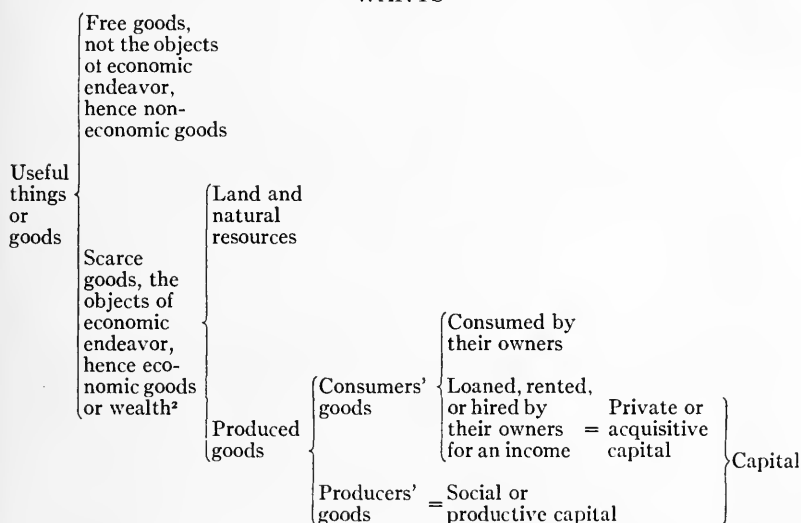 Free goods,
not the objects
ot economic
endeavor,
hence non-
economic goods
Useful
things
or
goods
Scarce
goods, the
objects of
economic
endeavor,
hence eco-
nomic goods
or wealth²
Land and
natural
resources
Produced
goods
Consumers'
goods
Consumed by
their owners
Loaned, rented,
or hired by
their owners
for an income
= Private or
acquisitive
capital
Producers'
goods
= Social or
productive capital
Capital